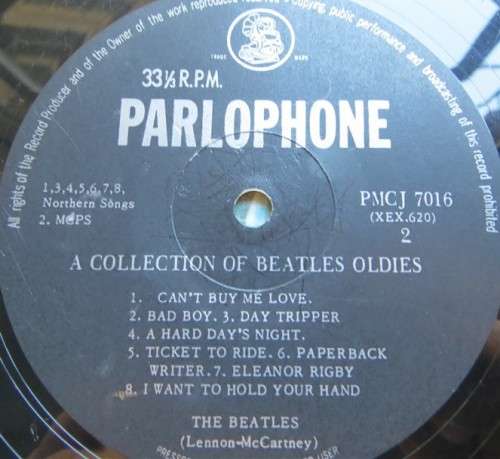 All rights of the Record Producer and of the Owner of the work reproduced reserved. Copying, public performance and broadcasting of this record prohibited
TRADE MARK
33⅓ R.P.M.
PARLOPHONE
1,3,4,5,6,7,8,
Northern Songs
2. MCPS
PMCJ 7016
(XEX.620)
2
A COLLECTION OF BEATLES OLDIES
1. CAN'T BUY ME LOVE.
2. BAD BOY. 3. DAY TRIPPER
4. A HARD DAY'S NIGHT.
5. TICKET TO RIDE. 6. PAPERBACK
WRITER. 7. ELEANOR RIGBY
8. I WANT TO HOLD YOUR HAND
THE BEATLES
(Lennon-McCartney)
USER